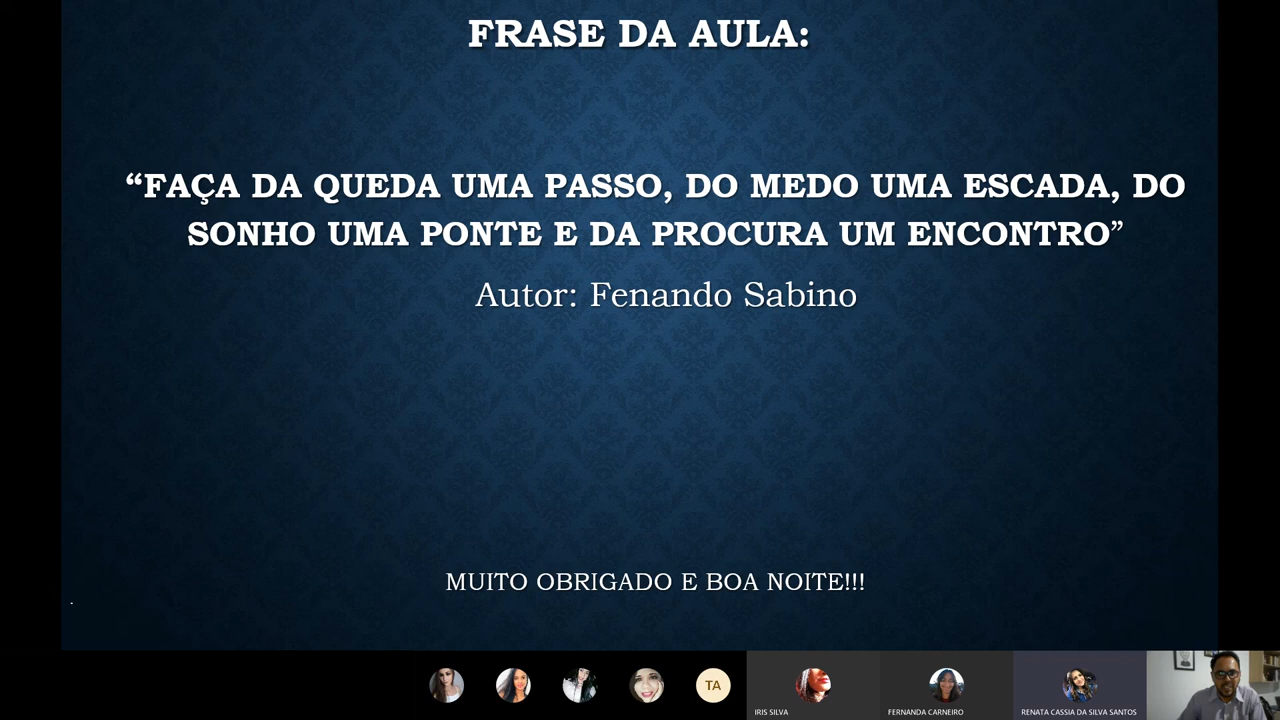 FRASE DA AULA:
“FAÇA DA QUEDA UMA PASSO, DO MEDO UMA ESCADA, DO
SONHO UMA PONTE E DA PROCURA UM ENCONTRO”
Autor: Fenando Sabino
MUITO OBRIGADO E BOA NOITE!!!
.
TA
IRIS SILVA
FERNANDA CARNEIRO
RENATA CASSIA DA SILVA SANTOS